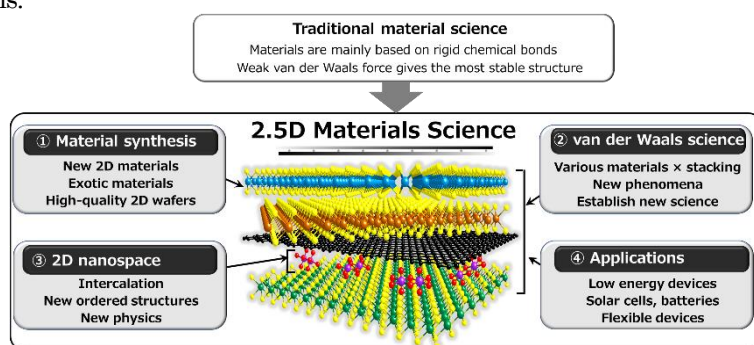 ns.
Traditional material science
Materials are mainly based on rigid chemical bonds
Weak van der Waals force gives the most stable structure
2.5D Materials Science
① Material synthesis
New 2D materials
Exotic materials
High-quality 2D wafers
② van der Waals science
Various materials × stacking
New phenomena
Establish new science
③ 2D nanospace
Intercalation
New ordered structures
New physics
④ Applications
Low energy devices
Solar cells, batteries
Flexible devices